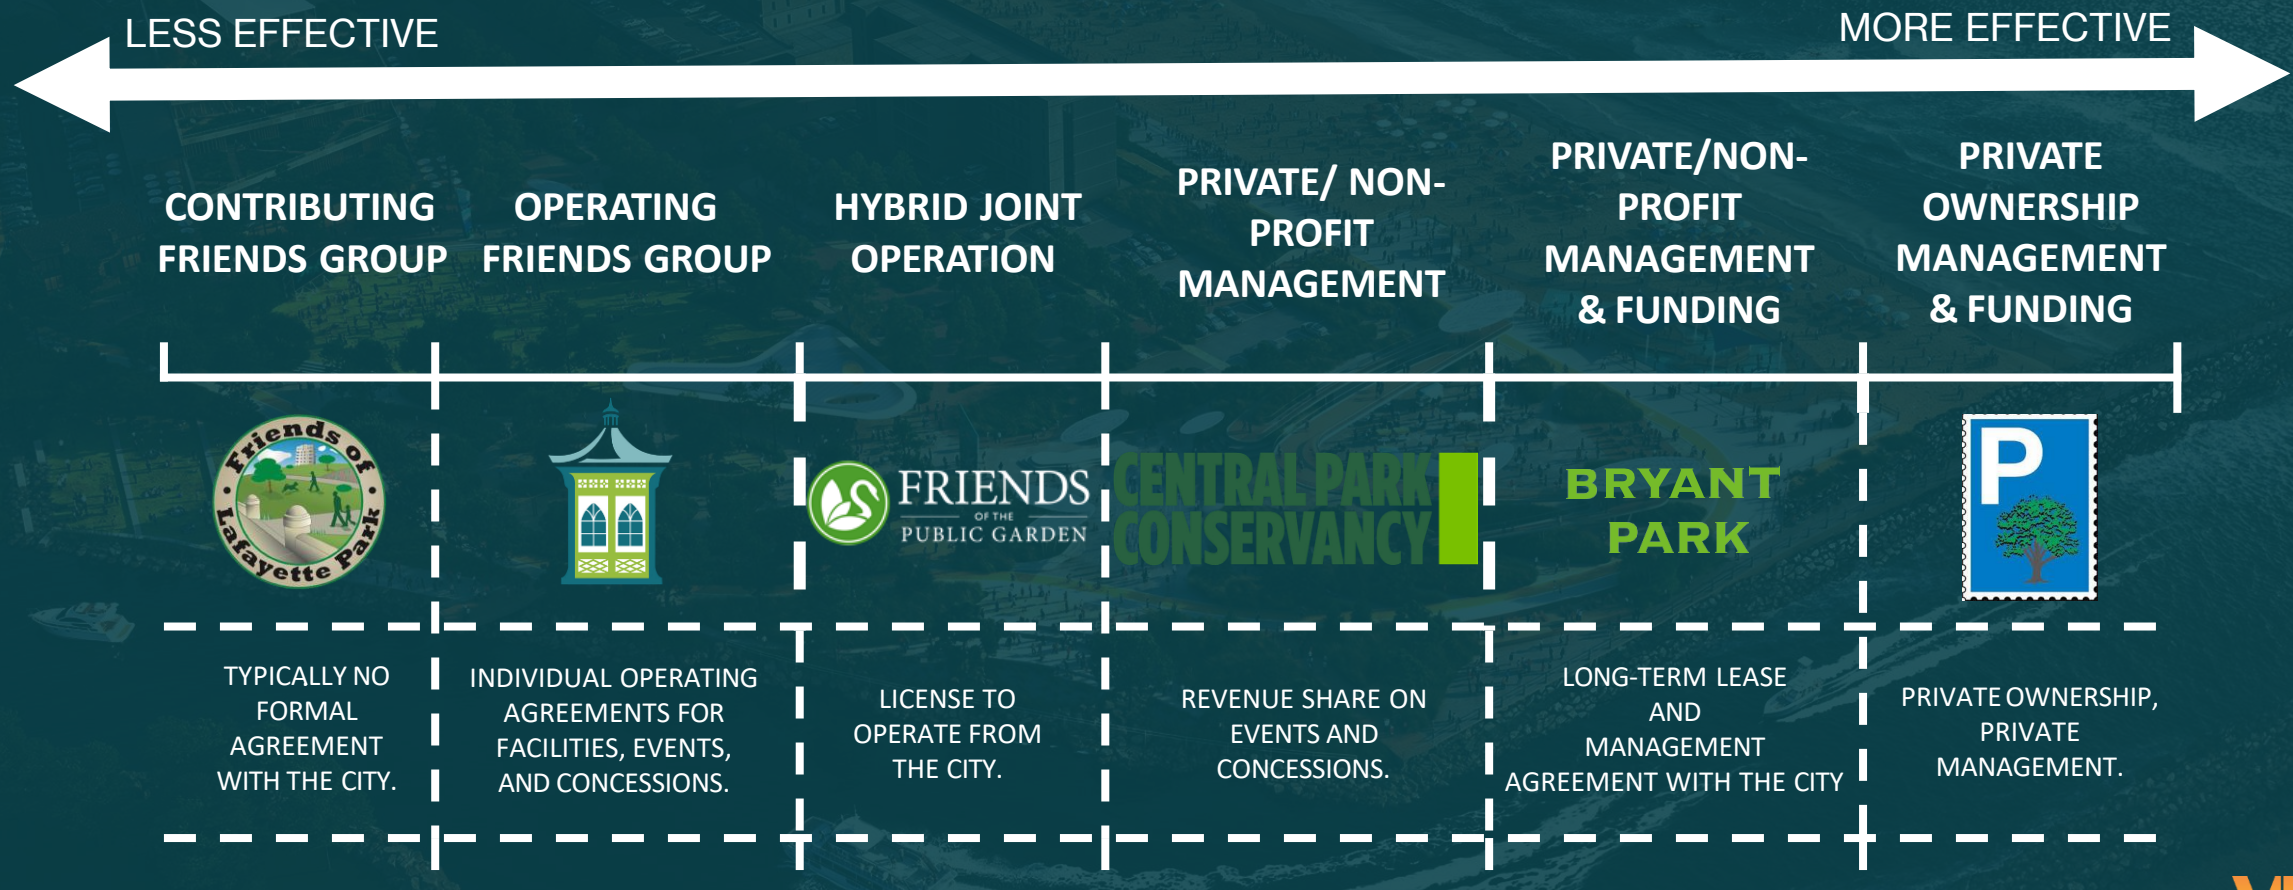 LESS EFFECTIVE
MORE EFFECTIVE
CONTRIBUTING
FRIENDS GROUP
OPERATING
FRIENDS GROUP
HYBRID JOINT
OPERATION
PRIVATE/ NON-
PROFIT
MANAGEMENT
PRIVATE/NON-
PROFIT
MANAGEMENT
& FUNDING
PRIVATE
OWNERSHIP
MANAGEMENT
& FUNDING
Friends of
Lafayette Park
FRIENDS
OF THE
PUBLIC GARDEN
CENTRAL PARK
CONSERVANCY
BRYANT
PARK
P
TYPICALLY NO
FORMAL
AGREEMENT
WITH THE CITY.
INDIVIDUAL OPERATING
AGREEMENTS FOR
FACILITIES, EVENTS,
AND CONCESSIONS.
LICENSE TO
OPERATE FROM
THE CITY.
REVENUE SHARE ON
EVENTS AND
CONCESSIONS.
LONG-TERM LEASE
AND
MANAGEMENT
AGREEMENT WITH THE CITY
PRIVATE OWNERSHIP,
PRIVATE
MANAGEMENT.